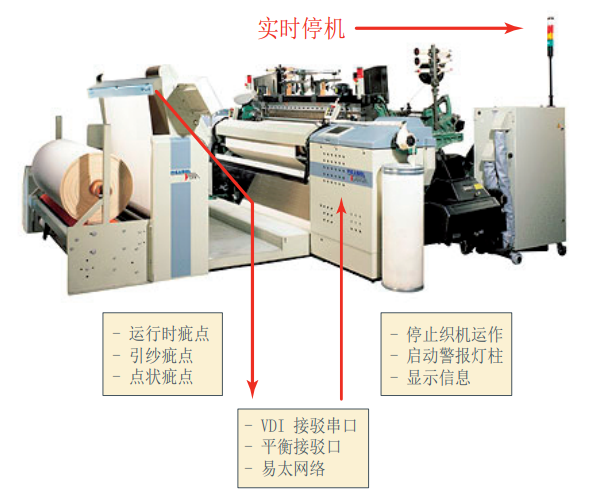 实时停机
- 运行时疵点
- 引纱疵点
- 点状疵点
- 停止织机运作
- 启动警报灯柱
- 显示信息
- VDI 接驳串口
- 平衡接驳口
- 易太网络